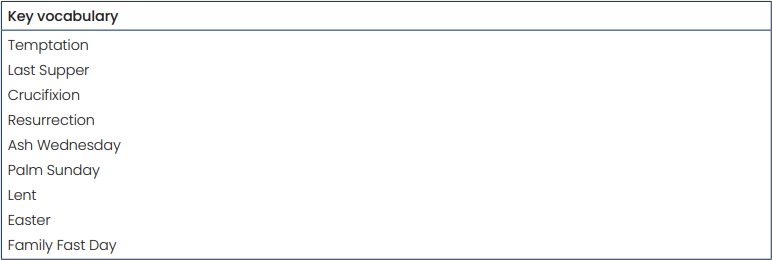 Key vocabulary
Temptation
Last Supper
Crucifixion
Resurrection
Ash Wednesday
Palm Sunday
Lent
Easter
Family Fast Day